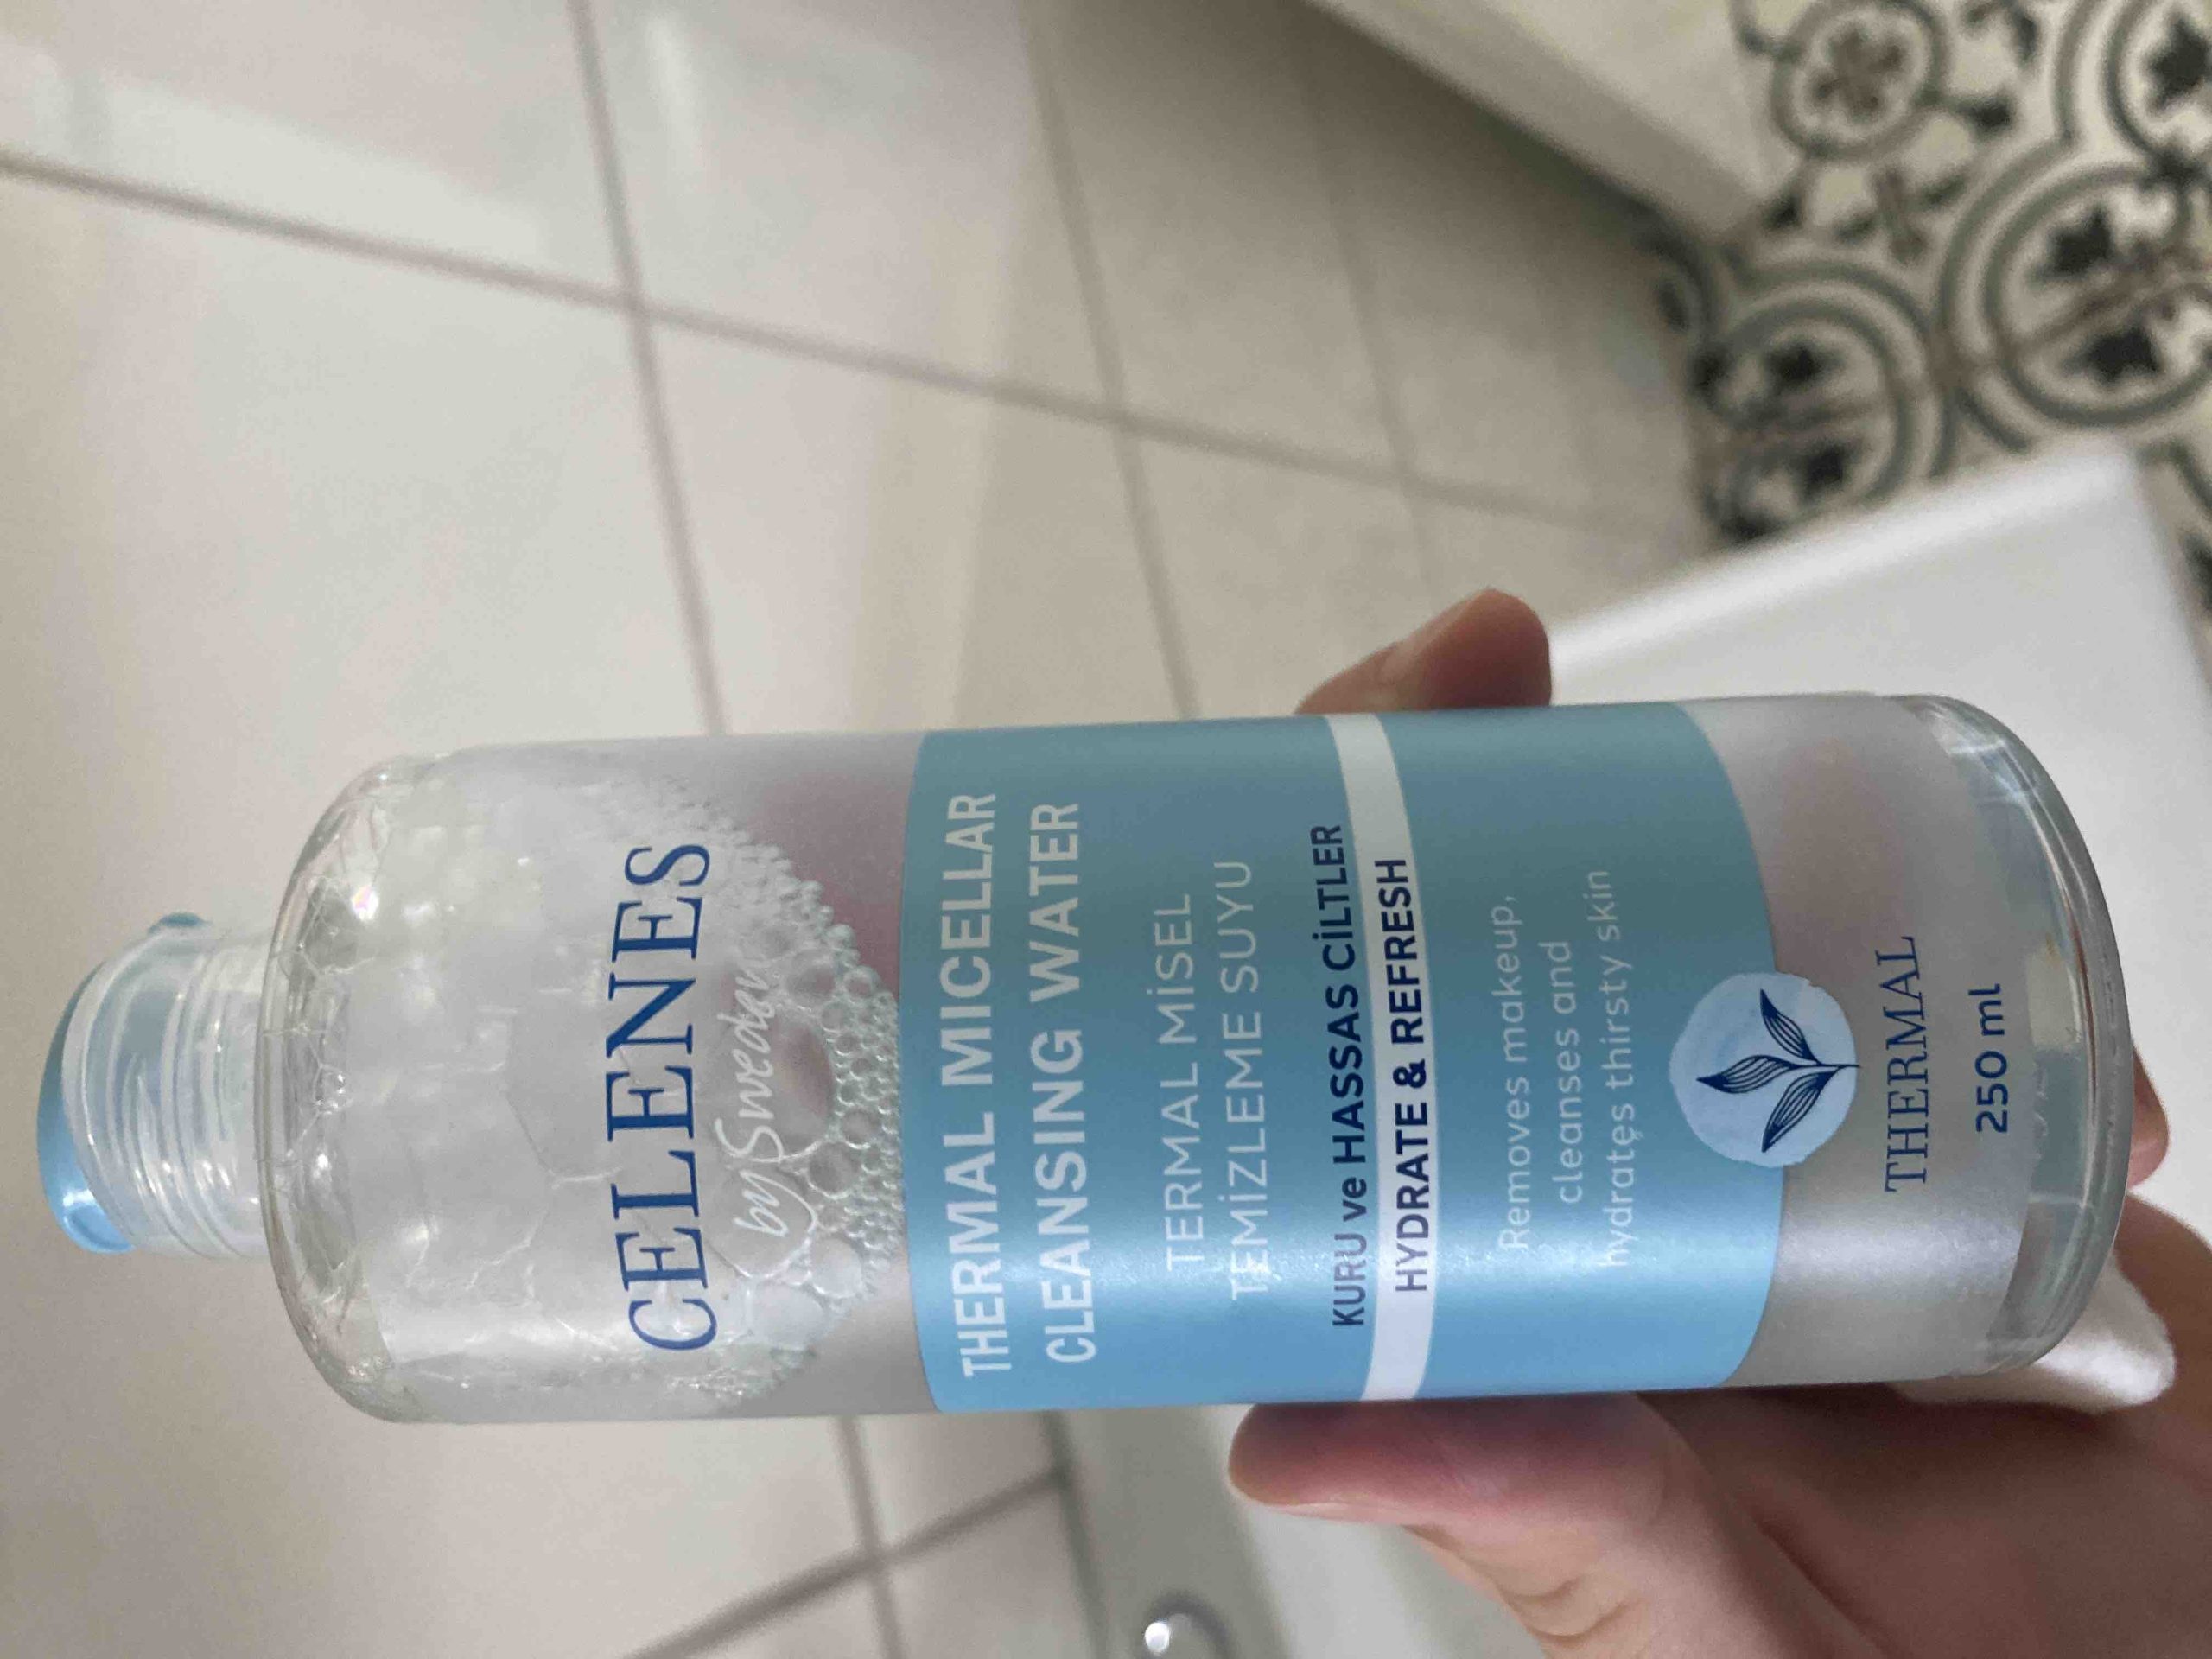 CELENES
by Sweden
THERMAL MICELLAR
CLEANSING WATER
TERMAL MİSEL
TEMİZLEME SUYU
KURU ve HASSAS CİLTLER
HYDRATE & REFRESH
Removes makeup,
cleanses and
hydrates thirsty skin
THERMAL
250 ml